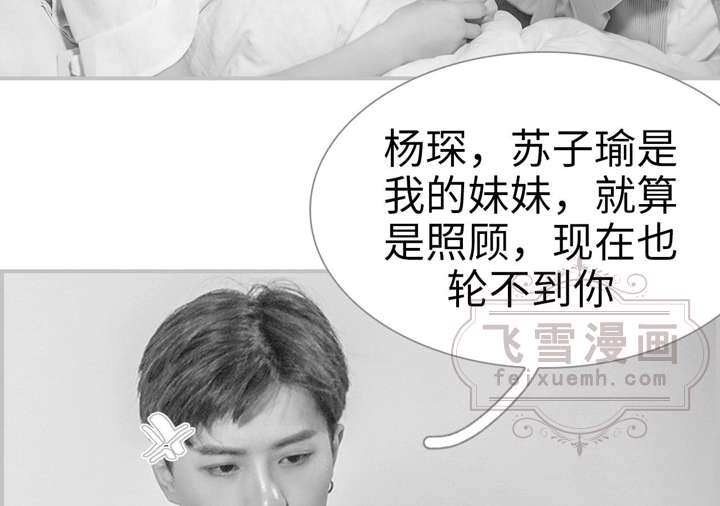 杨琛，苏子瑜是
我的妹妹，就算
是照顾，现在也
轮不到你
飞雪漫画
feixuemh.com